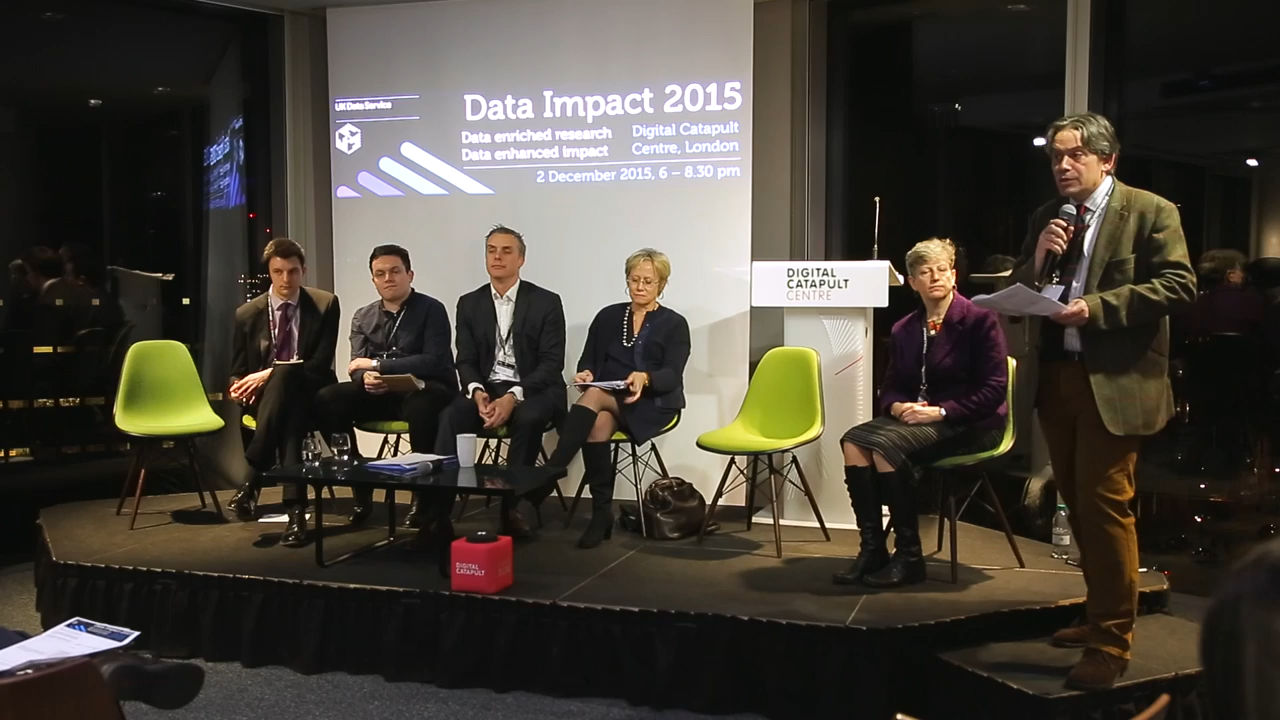 UK Data Service
Data Impact 2015
Data enriched research
Data enhanced impact
Digital Catapult
Centre, London
2 December 2015, 6 – 8.30 pm
DIGITAL
CATAPULT
CENTRE
DIGITAL
CATAPULT